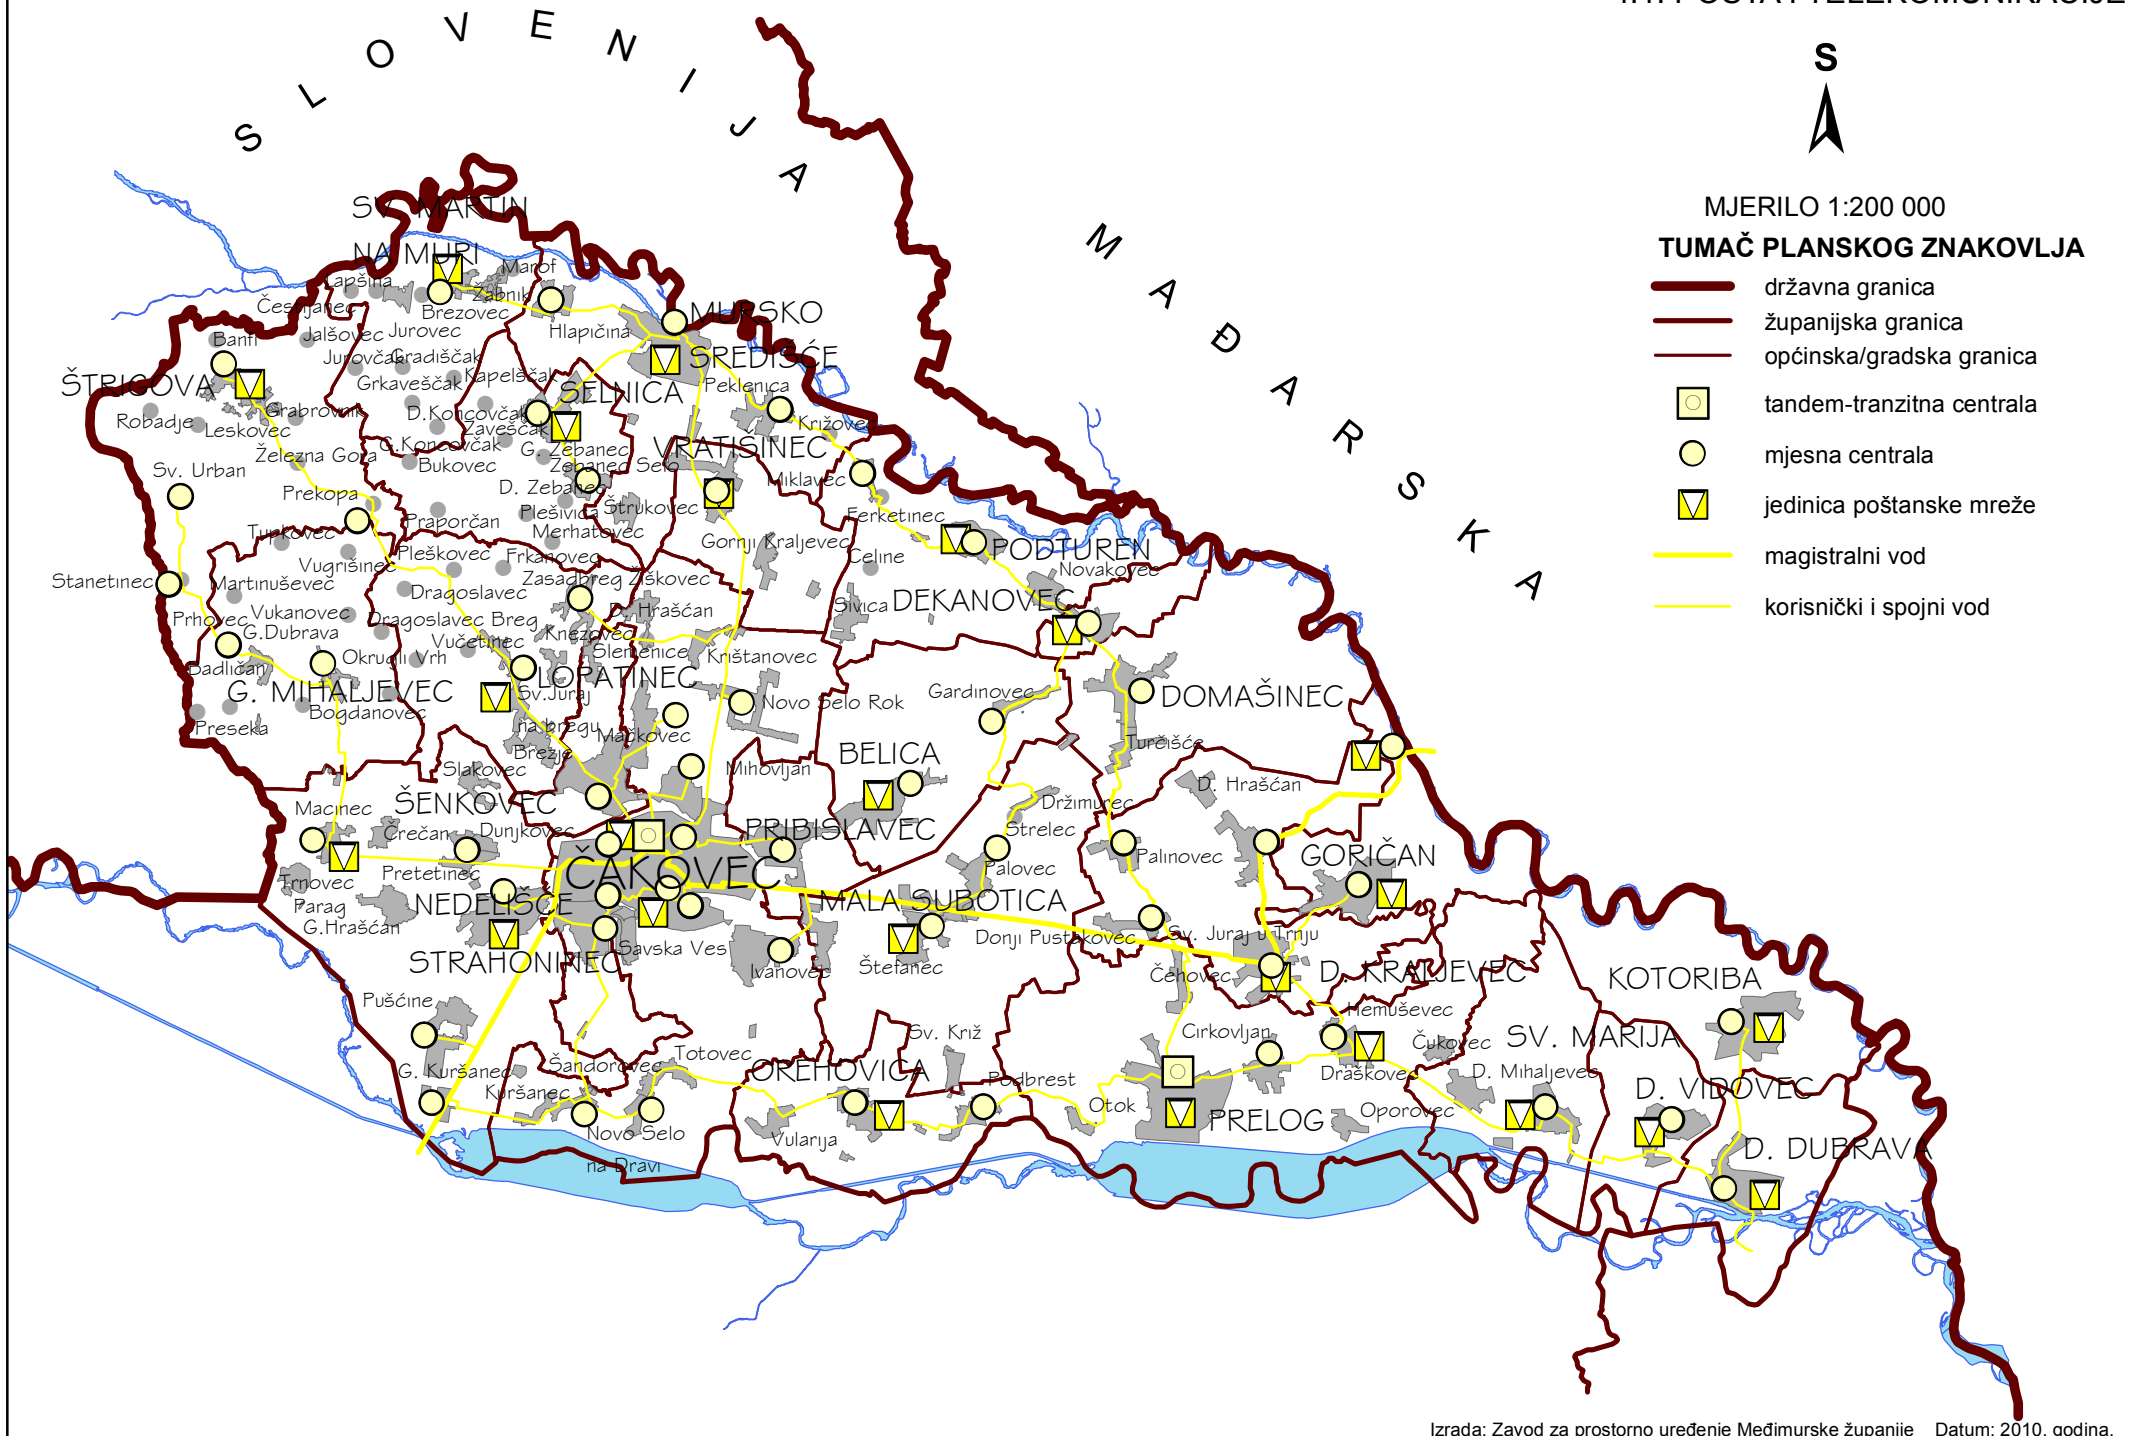 S L O V E N I J A
M A Đ A R S K A
S
MJERILO 1:200 000
TUMAČ PLANSKOG ZNAKOVLJA
državna granica
županijska granica
općinska/gradska granica
tandem-tranzitna centrala
mjesna centrala
jedinica poštanske mreže
magistralni vod
korisnički i spojni vod
SV. MARTIN
NA MURI
Marof
Lapšina
Žabnik
Čestijanec
Brezovec
Hlapičina
MURSKO
SREDIŠĆE
Jalšovec
Jurovec
Banfi
Jurovčak
Gradiščak
ŠTRIGOVA
Grkaveščak
Kapelščak
SELNICA
Peklenica
Robadje
Leskovec
Grabrovnik
D.Koncovčak
Zaveščak
Križovec
Železna Gora
G.Koncovčak
G. Zebanec
VRATIŠINEC
Sv. Urban
Bukovec
Zebanec Selo
Miklavec
Prekopa
D. Zebanec
Štrukovec
Praporčan
Plešivica
Ferketinec
Tupkovec
Merhatovec
Gornji Kraljevec
PODTUREN
Vugrišinec
Pleškovec
Frkanovec
Celine
Novakovec
Stanetinec
Martinuševec
Zasadbreg
Žiškovec
Dragoslavec
Sivica
DEKANOVEC
Prhovec
Vukanovec
Dragoslavec Breg
D. Hrašćan
G.Dubrava
Vučetinec
Knezovec
Slemenice
Badličan
Okrugli Vrh
Krištanovec
G. MIHALJEVEC
LOPATINEC
Sv.Juraj
na bregu
Novo Selo Rok
Gardinovec
DOMAŠINEC
Preseka
Bogdanovec
Mačkovec
Brezje
Turčišće
Slakovec
Mihovljan
BELICA
D. Hrašćan
Macinec
ŠENKOVEC
Držimurec
Strelec
Črečan
Dunjkovec
PRIBISLAVEC
Palinovec
GORIČAN
Trnovec
Pretetinec
ČAKOVEC
Palovec
Parag
NEDELIŠĆE
MALA SUBOTICA
G.Hrašćan
Savska Ves
Donji Pustakovec
Sv. Juraj u Trnju
STRAHONINEC
Ivanovec
Štefanec
Čehovec
D. KRALJEVEC
KOTORIBA
Pušćine
Hemuševec
Sv. Križ
Cirkovljan
Čukovec
SV. MARIJA
G. Kuršanec
Šandorovec
Totovec
OREHOVICA
Podbrest
Draškovec
D. Mihaljevec
D. VIDOVEC
Kuršanec
Otok
PRELOG
Oporovec
Novo Selo
na Dravi
Vularija
D. DUBRAVA
Izrada: Zavod za prostorno uređenje Međimurske županije Datum: 2010. godina.